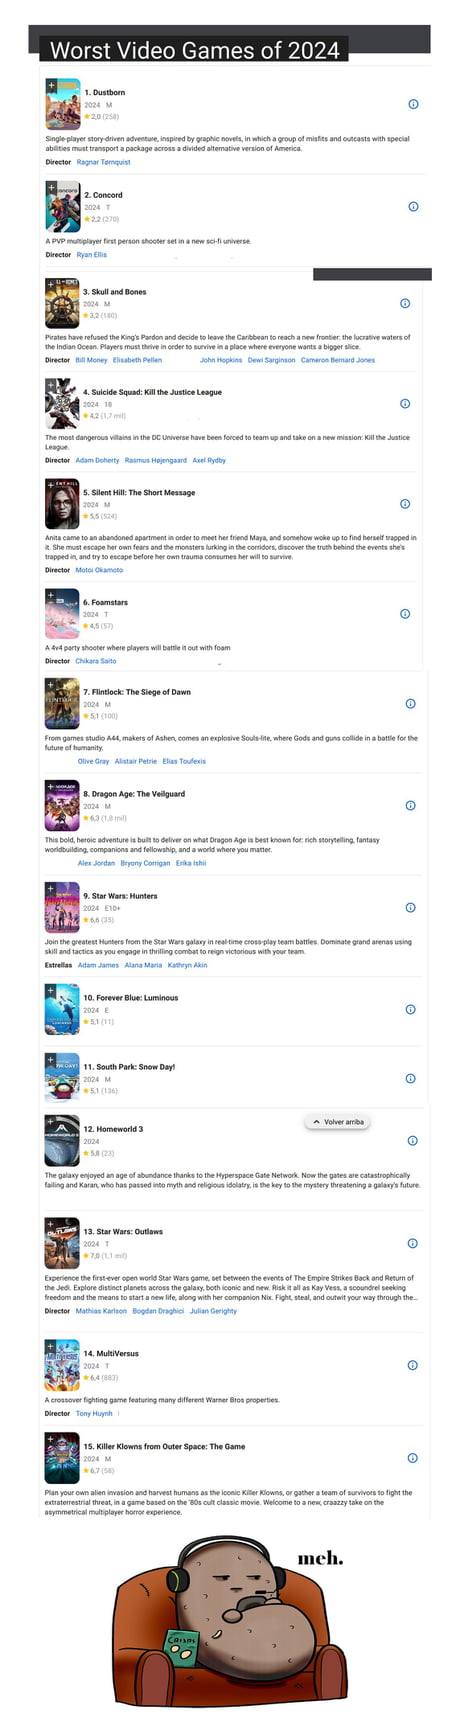 Worst Video Games of 2024
1. Dustborn
2024 M
2,0 (258)
Single-player story-driven adventure, inspired by graphic novels, in which a group of misfits and outcasts with special
abilities must transport a package across a divided alternative version of America.
Director Ragnar Tørnquist
concord
2. Concord
2024 T
2,2 (270)
A PVP multiplayer first person shooter set in a new sci-fi universe.
Director Ryan Ellis
3. Skull and Bones
2024 M
3,2 (180)
Pirates have refused the King's Pardon and decide to leave the Caribbean to reach a new frontier: the lucrative waters of
the Indian Ocean. Players must thrive in order to survive in a place where everyone wants a bigger slice.
Director Bill Money Elisabeth Pellen John Hopkins Dewi Sarginson Cameron Bernard Jones
4. Suicide Squad: Kill the Justice League
2024 18
4,2 (1,7 mil)
The most dangerous villains in the DC Universe have been forced to team up and take on a new mission: Kill the Justice
League.
Director Adam Doherty Rasmus Højengaard Axel Rydby
5. Silent Hill: The Short Message
2024 M
5,5 (524)
Anita came to an abandoned apartment in order to meet her friend Maya, and somehow woke up to find herself trapped in
it. She must escape her own fears and the monsters lurking in the corridors, discover the truth behind the events she's
trapped in, and try to escape before her own trauma consumes her will to survive.
Director Motoi Okamoto
6. Foamstars
2024 T
4,5 (57)
A 4v4 party shooter where players will battle it out with foam
Director Chikara Saito
7. Flintlock: The Siege of Dawn
2024 M
5,1 (100)
From games studio A44, makers of Ashen, comes an explosive Souls-lite, where Gods and guns collide in a battle for the
future of humanity.
Olive Gray Alistair Petrie Elias Toufexis
8. Dragon Age: The Veilguard
2024 M
6,3 (1,8 mil)
This bold, heroic adventure is built to deliver on what Dragon Age is best known for: rich storytelling, fantasy
worldbuilding, companions and fellowship, and a world where you matter.
Alex Jordan Bryony Corrigan Erika Ishii
9. Star Wars: Hunters
2024 E10+
6,6 (35)
Join the greatest Hunters from the Star Wars galaxy in real-time cross-play team battles. Dominate grand arenas using
skill and tactics as you engage in thrilling combat to reign victorious with your team.
Estrellas Adam James Alana Maria Kathryn Akin
10. Forever Blue: Luminous
2024 E
5,1 (11)
11. South Park: Snow Day!
2024 M
5,1 (136)
Volver arriba
12. Homeworld 3
2024
5,8 (23)
The galaxy enjoyed an age of abundance thanks to the Hyperspace Gate Network. Now the gates are catastrophically
failing and Karan, who has passed into myth and religious idolatry, is the key to the mystery threatening a galaxy's future.
OUTLAWS
13. Star Wars: Outlaws
2024 T
7,0 (1,1 mil)
Experience the first-ever open world Star Wars game, set between the events of The Empire Strikes Back and Return of
the Jedi. Explore distinct planets across the galaxy, both iconic and new. Risk it all as Kay Vess, a scoundrel seeking
freedom and the means to start a new life, along with her companion Nix. Fight, steal, and outwit your way through the...
Director Mathias Karlson Bogdan Draghici Julian Gerighty
14. MultiVersus
2024 T
6,4 (883)
A crossover fighting game featuring many different Warner Bros properties.
Director Tony Huynh
15. Killer Klowns from Outer Space: The Game
2024 M
6,7 (58)
Plan your own alien invasion and harvest humans as the iconic Killer Klowns, or gather a team of survivors to fight the
extraterrestrial threat, in a game based on the '80s cult classic movie. Welcome to a new, craazzy take on the
asymmetrical multiplayer horror experience.
meh.
CRISPS